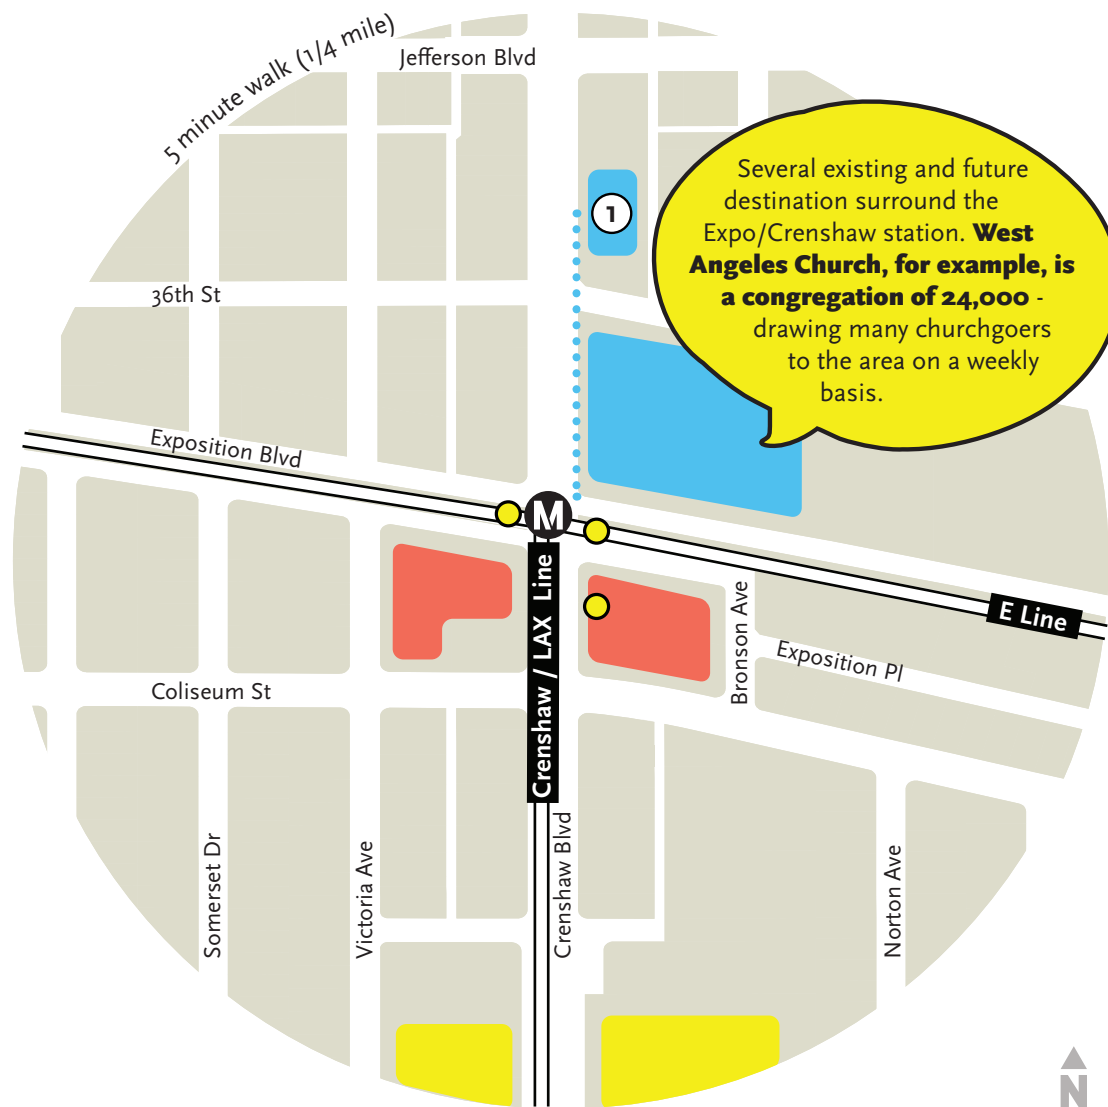 5 minute walk (1/4 mile)
Jefferson Blvd
Several existing and future
destination surround the
Expo/Crenshaw station. West
Angeles Church, for example, is
a congregation of 24,000 -
drawing many churchgoers
to the area on a weekly
basis.
1
36th St
Exposition Blvd
M
Crenshaw / LAX Line
E Line
Bronson Ave
Exposition Pl
Coliseum St
Somerset Dr
Victoria Ave
Crenshaw Blvd
Norton Ave
N